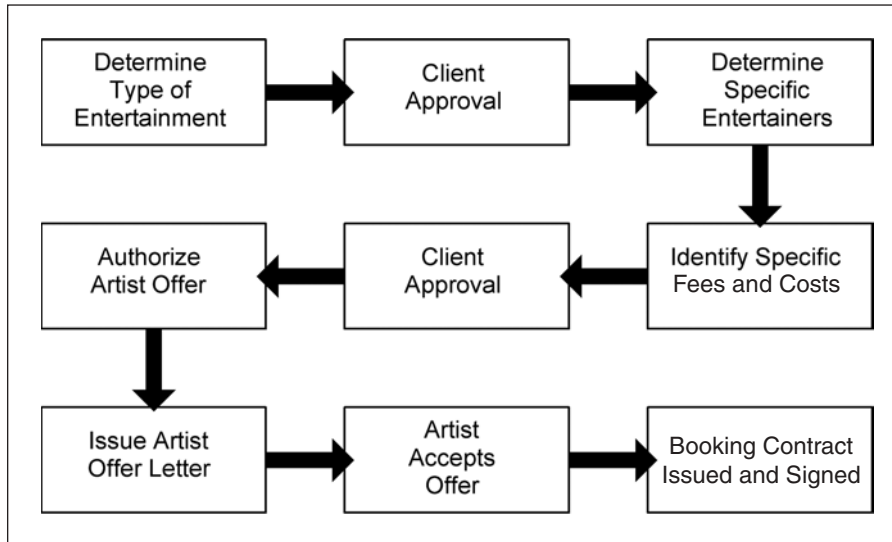 Determine
Type of
Entertainment
Client
Approval
Determine
Specific
Entertainers
Identify Specific
Fees and Costs
Client
Approval
Authorize
Artist Offer
Issue Artist
Offer Letter
Artist
Accepts
Offer
Booking Contract
Issued and Signed